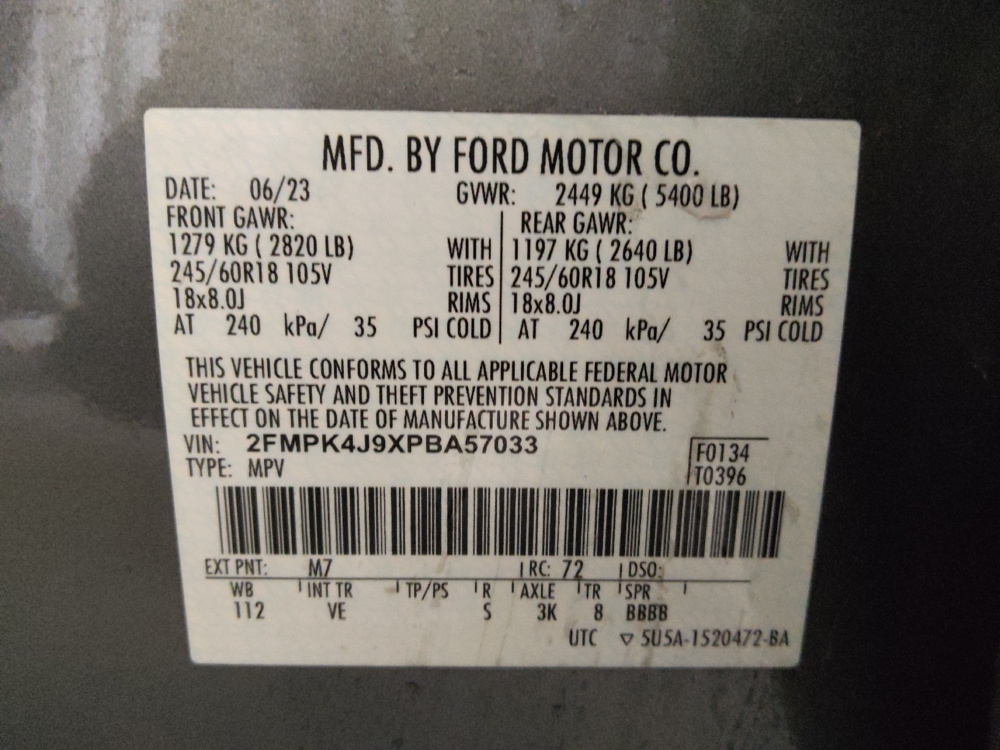 MFD. BY FORD MOTOR CO.
DATE: 06/23 GVWR: 2449 KG ( 5400 LB)
FRONT GAWR: REAR GAWR:
1279 KG ( 2820 LB) WITH 1197 KG ( 2640 LB) WITH
245/60R18 105V TIRES 245/60R18 105V TIRES
18x8.0J RIMS 18x8.0J RIMS
AT 240 kPa/ 35 PSI COLD AT 240 kPa/ 35 PSI COLD
THIS VEHICLE CONFORMS TO ALL APPLICABLE FEDERAL MOTOR
VEHICLE SAFETY AND THEFT PREVENTION STANDARDS IN
EFFECT ON THE DATE OF MANUFACTURE SHOWN ABOVE.
VIN: 2FMPK4J9XPBA57033
F0134
TYPE: MPV
T0396
EXT PNT: M7 RC: 72 DSO:
WB INT TR TP/PS R AXLE TR SPR
112 VE S 3K 8 BBBB
UTC ▽ 5U5A-1520472-BA